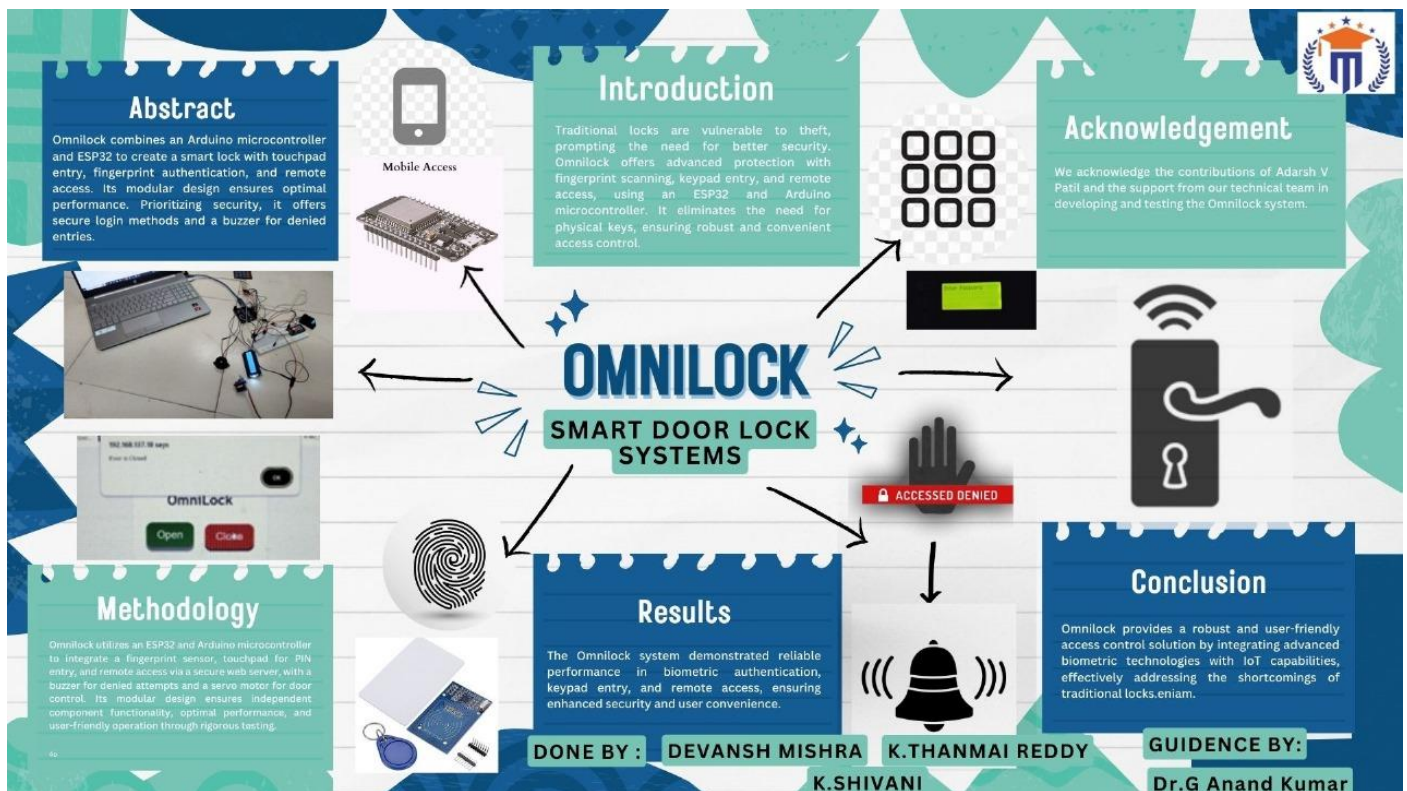 Abstract
Omnilock combines an Arduino microcontroller
and ESP32 to create a smart lock with touchpad
entry, fingerprint authentication, and remote
access. Its modular design ensures optimal
performance. Prioritizing security, it offers
secure login methods and a buzzer for denied
entries.
Mobile Access
Introduction
Traditional locks are vulnerable to theft,
prompting the need for better security.
Omnilock offers advanced protection with
fingerprint scanning, keypad entry, and remote
access, using an ESP32 and Arduino
microcontroller. It eliminates the need for
physical keys, ensuring robust and convenient
access control.
Acknowledgement
We acknowledge the contributions of Adarsh V
Patil and the support from our technical team in
developing and testing the Omnilock system.
OMNILOCK
SMART DOOR LOCK
SYSTEMS
ACCESSED DENIED
OmniLock
Open
Close
Methodology
Omnilock utilizes an ESP32 and Arduino microcontroller
to integrate a fingerprint sensor, touchpad for PIN
entry, and remote access via a secure web server, with a
buzzer for denied attempts and a servo motor for door
control. Its modular design ensures independent
component functionality, optimal performance, and
user-friendly operation through rigorous testing.
Results
The Omnilock system demonstrated reliable
performance in biometric authentication,
keypad entry, and remote access, ensuring
enhanced security and user convenience.
Conclusion
Omnilock provides a robust and user-friendly
access control solution by integrating advanced
biometric technologies with IoT capabilities,
effectively addressing the shortcomings of
traditional locks.eniam.
DONE BY :
DEVANSH MISHRA
K.THANMAI REDDY
K.SHIVANI
GUIDENCE BY:
Dr.G Anand Kumar